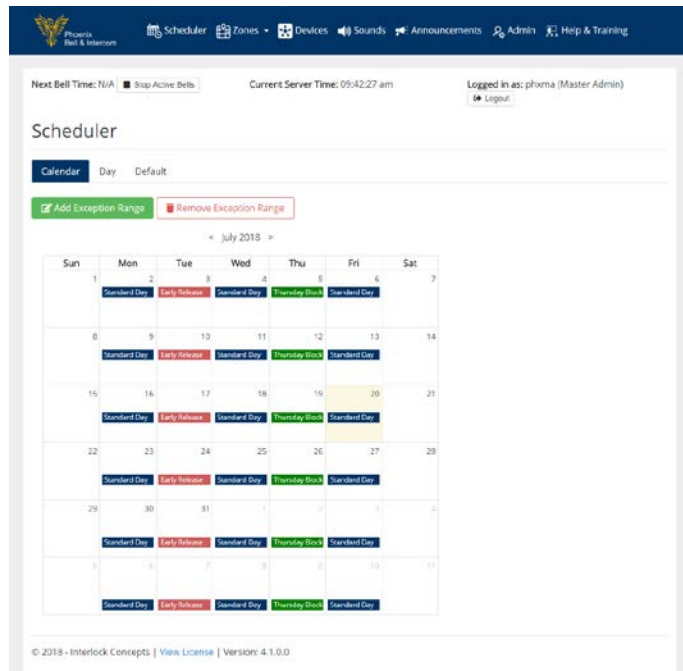 Phoenix
Bell & Intercom
Scheduler Zones Devices Sounds Announcements Admin Help & Training
Next Bell Time: N/A Stop Active Bells Current Server Time: 09:42:27 am Logged in as: phxma (Master Admin)
Logout
Scheduler
Calendar Day Default
Add Exception Range Remove Exception Range
< July 2018 >
Sun Mon Tue Wed Thu Fri Sat
1 2 3 4 5 6 7
Standard Day Early Release Standard Day Thursday Block Standard Day
8 9 10 11 12 13 14
Standard Day Early Release Standard Day Thursday Block Standard Day
15 16 17 18 19 20 21
Standard Day Early Release Standard Day Thursday Block Standard Day
22 23 24 25 26 27 28
Standard Day Early Release Standard Day Thursday Block Standard Day
29 30 31 1 2 3 4
Standard Day Early Release Standard Day Thursday Block Standard Day
5 6 7 8 9 10 11
Standard Day Early Release Standard Day Thursday Block Standard Day
© 2018 - Interlock Concepts | View License | Version: 4.1.0.0